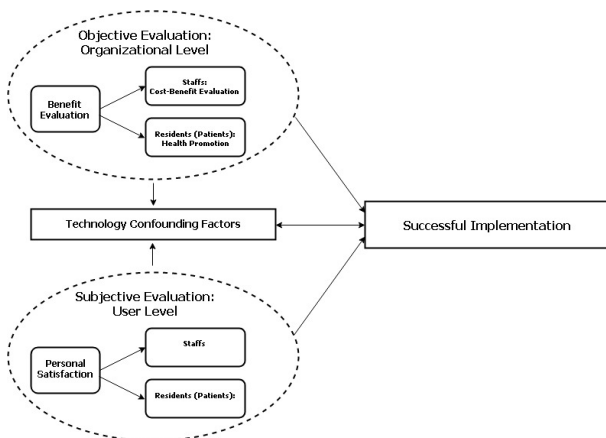 Objective Evaluation:
Organizational Level
Staffs:
Cost-Benefit Evaluation
Benefit
Evaluation
Residents (Patients):
Health Promotion
Technology Confounding Factors
Successful Implementation
Subjective Evaluation:
User Level
Staffs
Personal
Satisfaction
Residents (Patients):